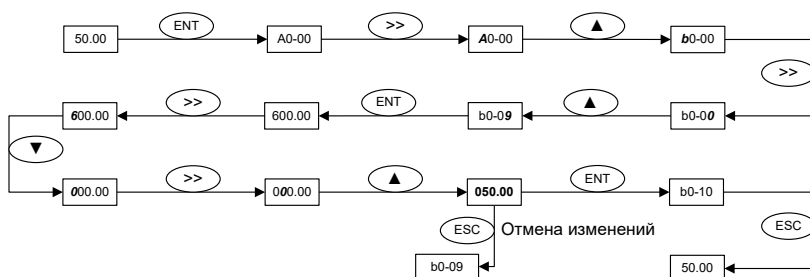 50.00 ENT A0-00 >> A0-00 ▲ b0-00
>>
600.00 >> 600.00 ENT b0-09 ▲ b0-00
▼
000.00 >> 000.00 ▲ 050.00 ENT b0-10
ESC Отмена изменений ESC
b0-09 50.00